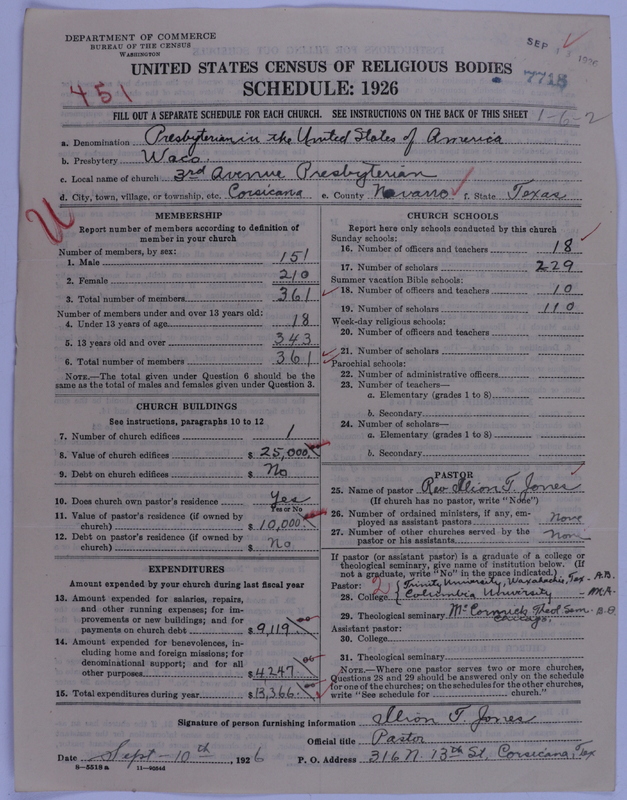 DEPARTMENT OF COMMERCE
BUREAU OF THE CENSUS
WASHINGTON
SEP
7715
UNITED STATES CENSUS OF RELIGIOUS BODIES
451
SCHEDULE: 1926
FILL OUT A SEPARATE SCHEDULE FOR EACH CHURCH. SEE INSTRUCTIONS ON THE BACK OF THIS SHEET
1-6-2
a. Denomination Presbyterian in the United States of America
b. Presbytery Waco.
c. Local name of church 3rd Avenue Presbyterian
d. City, town, village, or township, etc. Corsicana e. County Navarro f. State Texas
MEMBERSHIP
Report number of members according to definition of
member in your church
Number of members, by sex:
1. Male 151
2. Female 210
3. Total number of members 361
Number of members under and over 13 years old:
4. Under 13 years of age 18
5. 13 years old and over 343
6. Total number of members 361
NOTE.—The total given under Question 6 should be
same as the total of males and females given under Question 3.
CHURCH BUILDINGS
See instructions, paragraphs 10 to 12
7. Number of church edifices 1
8. Value of church edifices $ 25,000.
9. Debt on church edifices $ No
10. Does church own pastor's residence Yes
Yes or No
11. Value of pastor's residence (if owned by
church) $ 10,000.
12. Debt on pastor's residence (if owned by
church) $ No
EXPENDITURES
Amount expended by your church during last fiscal year
13. Amount expended for salaries, repairs,
and other running expenses; for im-
provements or new buildings; and for
payments on church debt $ 9,119.
14. Amount expended for benevolences, in-
cluding home and foreign missions; for
denominational support; and for all
other purposes $ 4247.
15. Total expenditures during year $ 13,366.
CHURCH SCHOOLS
Report here only schools conducted by this church
Sunday schools:
16. Number of officers and teachers 18
17. Number of scholars 229
Summer vacation Bible schools:
18. Number of officers and teachers 10
19. Number of scholars 110
Week-day religious schools:
20. Number of officers and teachers
21. Number of scholars
Parochial schools:
22. Number of administrative officers
23. Number of teachers—
a. Elementary (grades 1 to 8)
b. Secondary
24. Number of scholars—
a. Elementary (grades 1 to 8)
b. Secondary
PASTOR
25. Name of pastor Rev Ilion T. Jones
(If church has no pastor, write "None")
26. Number of ordained ministers, if any, em-
ployed as assistant pastors None
27. Number of other churches served by the
pastor or his assistants None
If pastor (or assistant pastor) is a graduate of a college or
theological seminary, give name of institution below. (If
not a graduate, write "No" in the space indicated.)
Pastor: 2 { Trinity University, Waxahachie, Tex - A.B.
28. College { Columbia University - M.A.
29. Theological seminary McCormick Theol. Sem. B.D.
Chicago.
Assistant pastor:
30. College
31. Theological seminary
NOTE.—Where one pastor serves two or more churches,
Questions 28 and 29 should be answered only on the schedule
for one of the churches; on the schedules for the other churches,
write "See schedule for church."
Signature of person furnishing information Ilion T. Jones
Official title Pastor
Date Sept- 10th, 1926 P. O. Address 316 N. 13th St, Corsicana, Tex
8-5518a 11-9864d